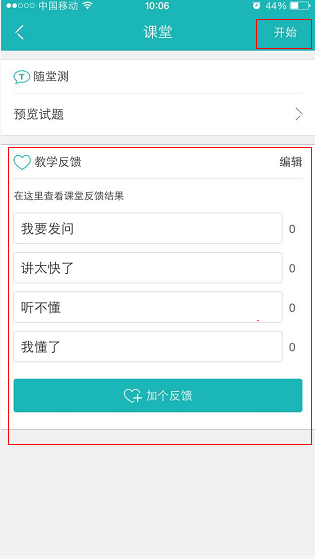 中国移动 10:06 44%
课堂 开始
随堂测
预览试题
教学反馈 编辑
在这里查看课堂反馈结果
我要发问 0
讲太快了 0
听不懂 0
我懂了 0
加个反馈